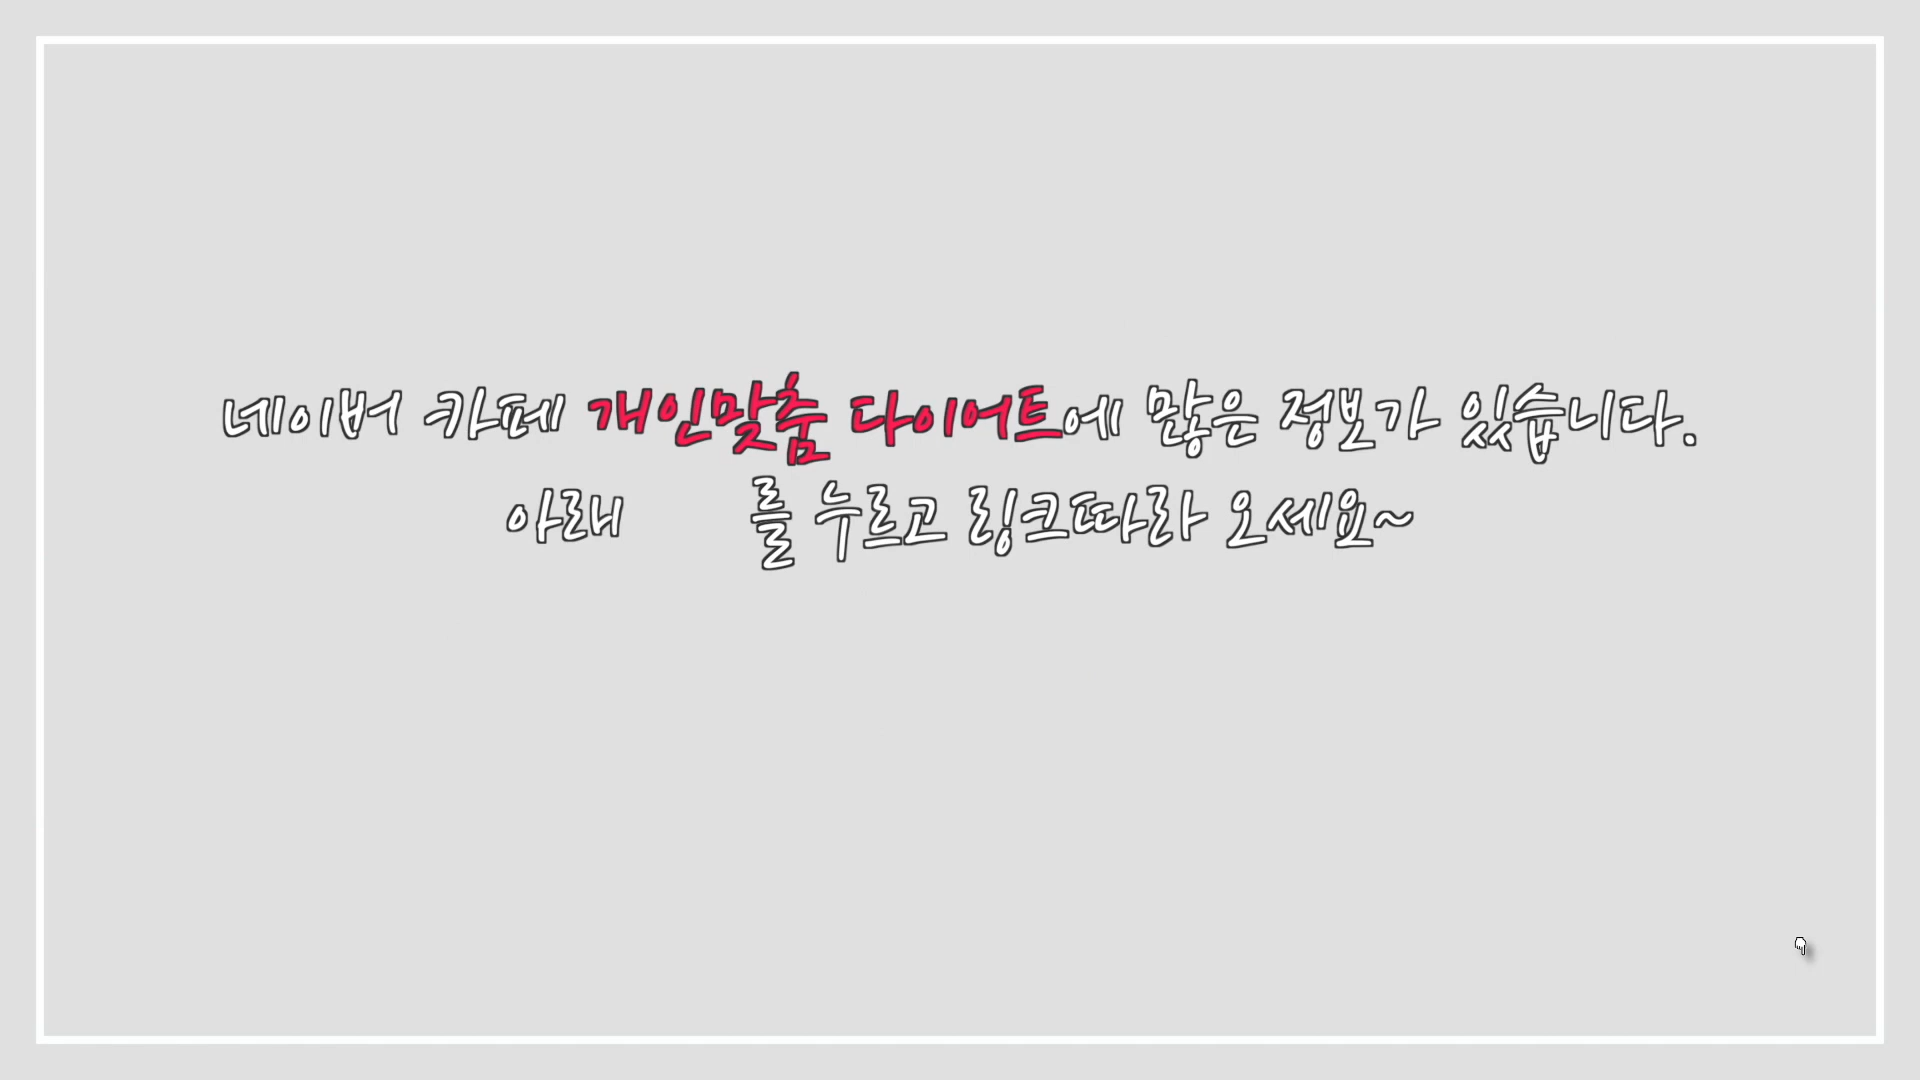 네이버 카페 개인맞춤 다이어트에 많은 정보가 있습니다.
아래 를 누르고 링크따라 오세요~